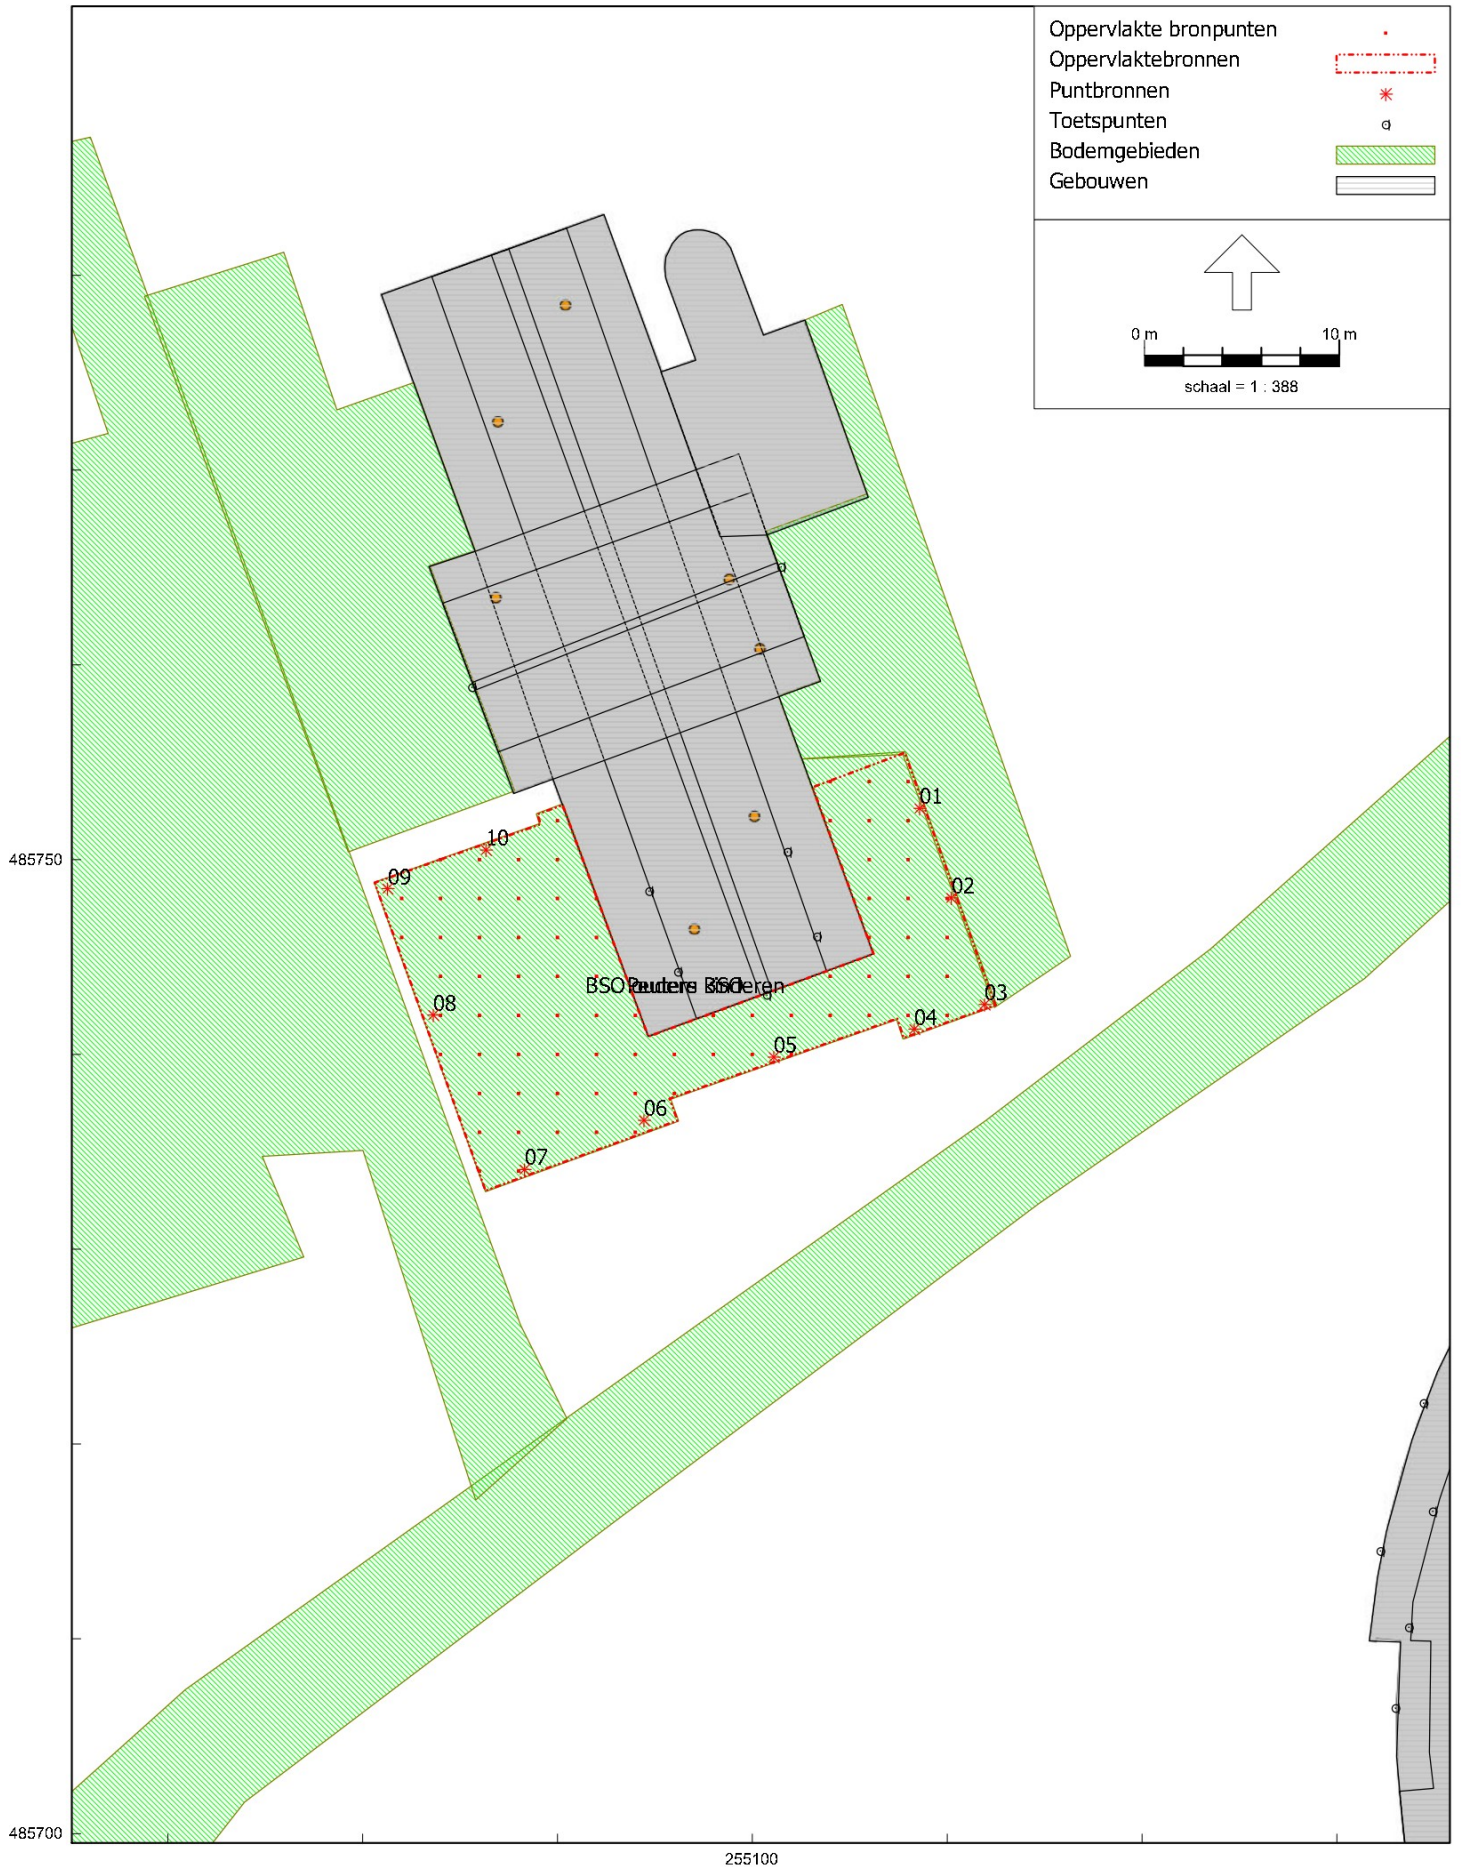 Oppervlakte bronpunten
Oppervlaktebronnen
Puntbronnen
Toetspunten
Bodemgebieden
Gebouwen
0 m 10 m
schaal = 1 : 388
01
10
485750
09
02
BSO
03
08
04
05
06
07
485700
255100